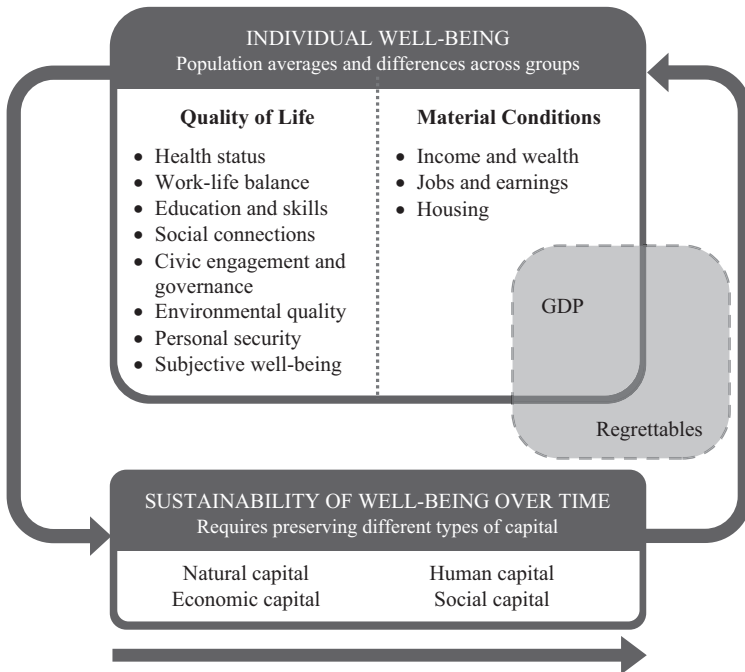 INDIVIDUAL WELL-BEING
Population averages and differences across groups
Quality of Life
• Health status
• Work-life balance
• Education and skills
• Social connections
• Civic engagement and
governance
• Environmental quality
• Personal security
• Subjective well-being
Material Conditions
• Income and wealth
• Jobs and earnings
• Housing
GDP
Regrettables
SUSTAINABILITY OF WELL-BEING OVER TIME
Requires preserving different types of capital
Natural capital
Economic capital
Human capital
Social capital